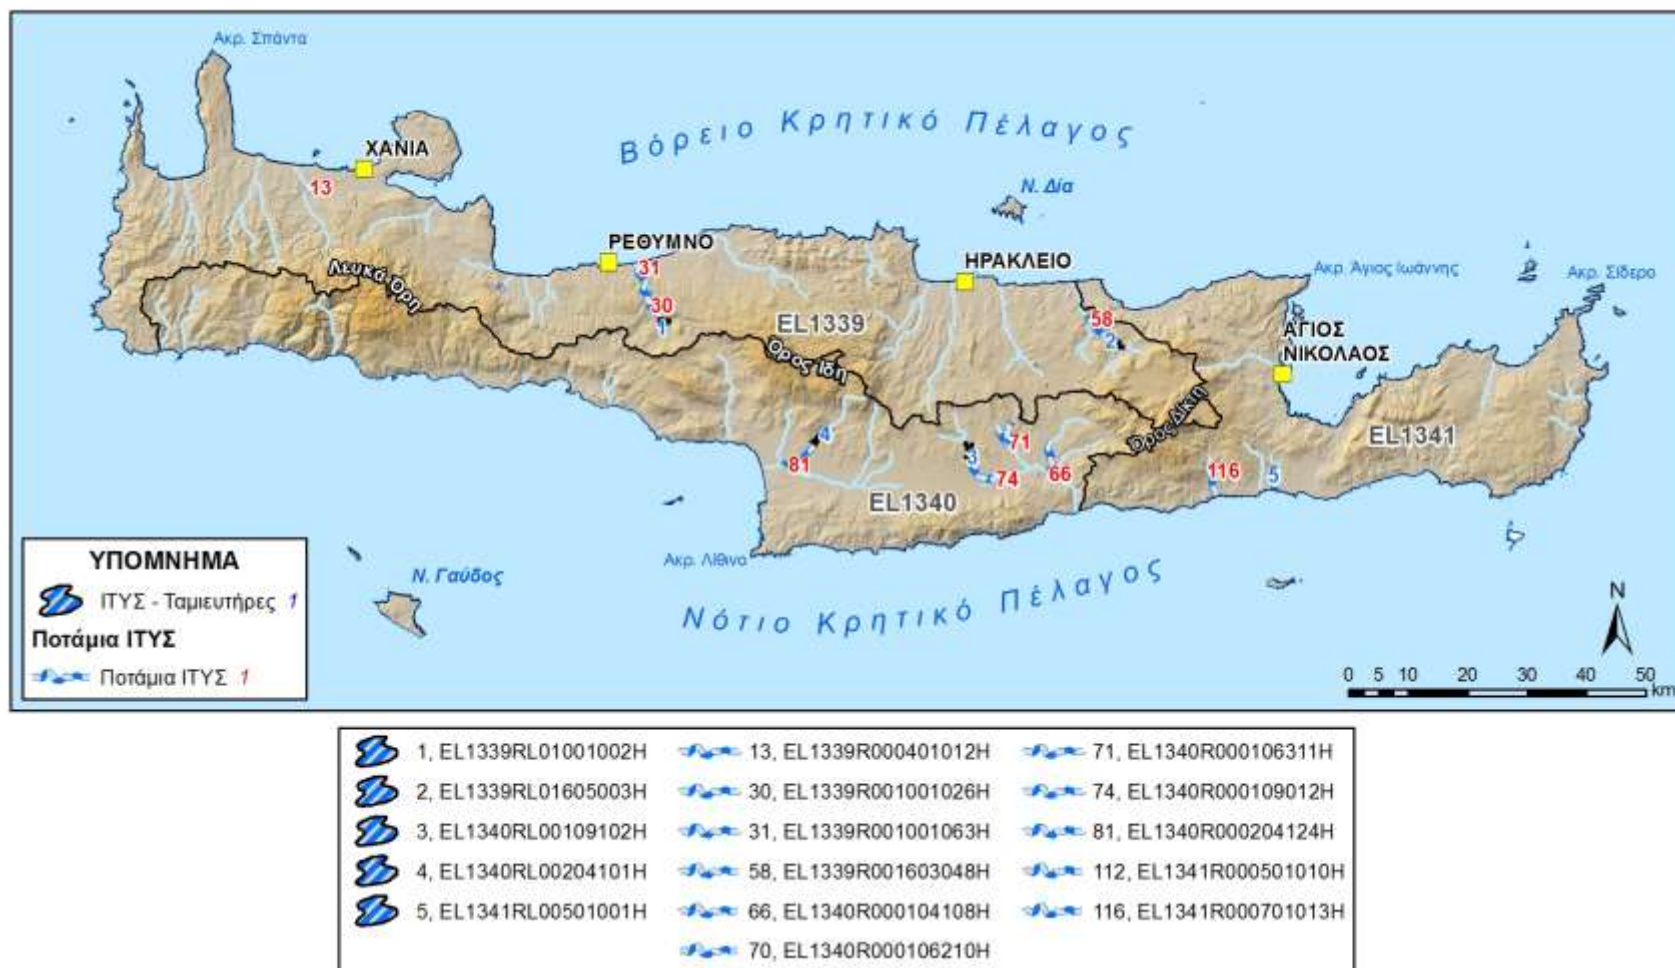 Ακρ. Σπάντα
ΧΑΝΙΑ
13
Βόρειο Κρητικό Πέλαγος
Ν. Δία
ΡΕΘΥΜΝΟ
31
30
1
Λευκά Όρη
ΗΡΑΚΛΕΙΟ
EL1339
Όρος Ίδη
58
2
Ακρ. Άγιος Ιωάννης
Ακρ. Σίδερο
ΑΓΙΟΣ
ΝΙΚΟΛΑΟΣ
Όρος Δίκτη
EL1341
4
81
3
71
74
66
116
5
EL1340
Ακρ. Λίθινο
Ν. Γαύδος
Νότιο Κρητικό Πέλαγος
ΥΠΟΜΝΗΜΑ
ΙΤΥΣ - Ταμιευτήρες 1
Ποτάμια ΙΤΥΣ
Ποτάμια ΙΤΥΣ 1
N
0 5 10 20 30 40 50
km
1, EL1339RL01001002H
2, EL1339RL01605003H
3, EL1340RL00109102H
4, EL1340RL00204101H
5, EL1341RL00501001H
13, EL1339R000401012H
30, EL1339R001001026H
31, EL1339R001001063H
58, EL1339R001603048H
66, EL1340R000104108H
70, EL1340R000106210H
71, EL1340R000106311H
74, EL1340R000109012H
81, EL1340R000204124H
112, EL1341R000501010H
116, EL1341R000701013H